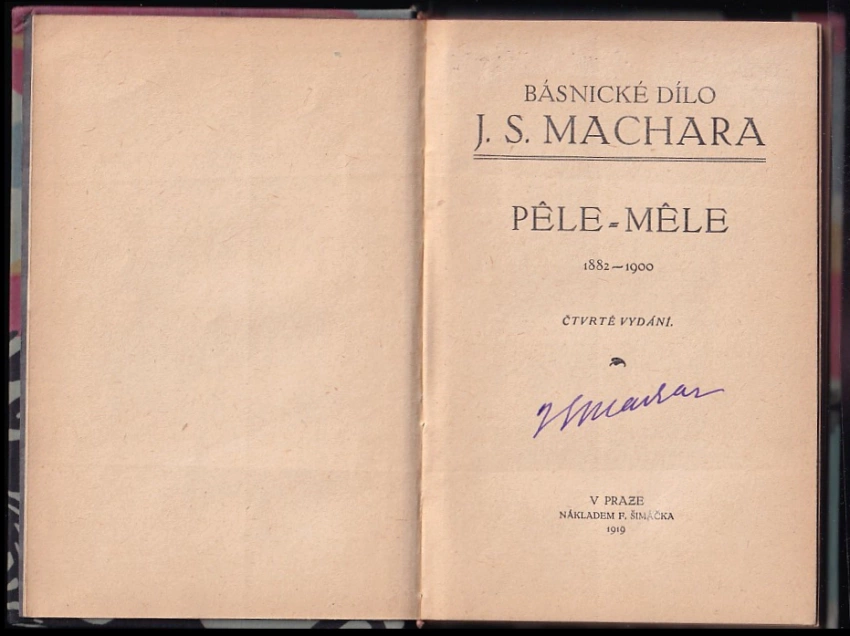 BÁSNICKÉ DÍLO
J. S. MACHARA
PÊLE-MÊLE
1882—1900
ČTVRTÉ VYDÁNÍ.
JSMachar
V PRAZE
NÁKLADEM F. ŠIMÁČKA
1919